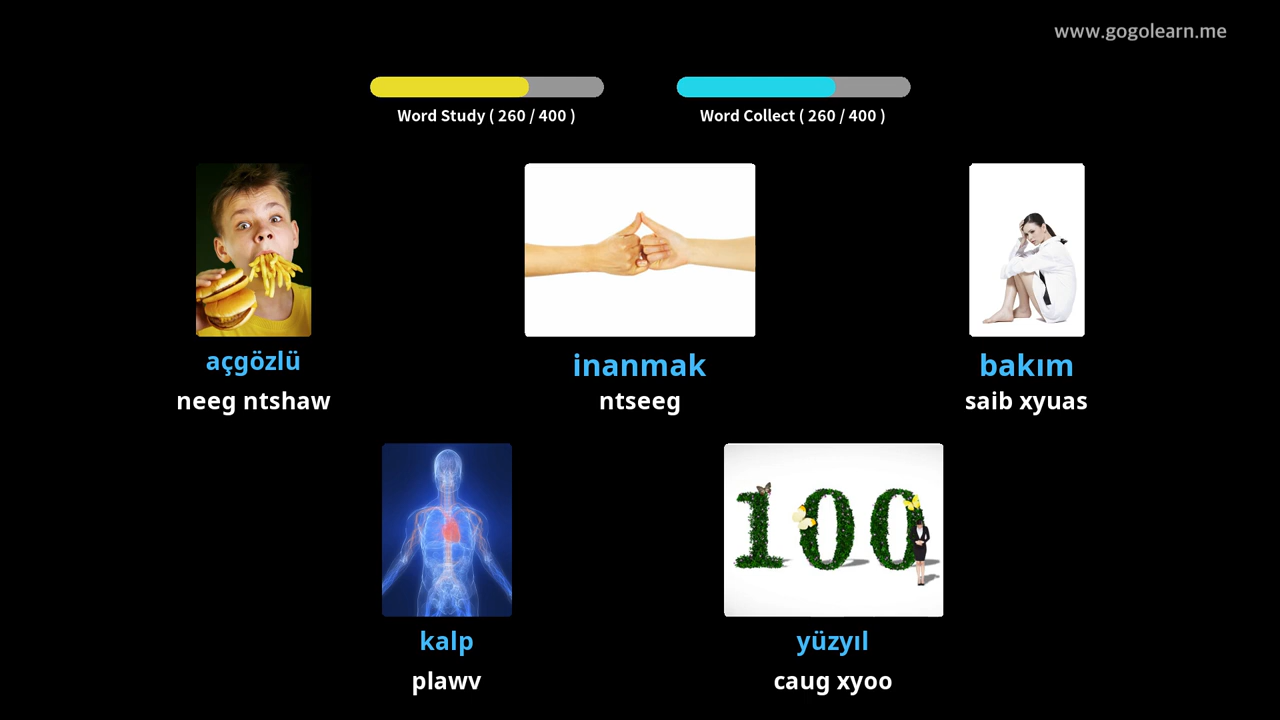 www.gogolearn.me
Word Study ( 260 / 400 )
Word Collect ( 260 / 400 )
açgözlü
neeg ntshaw
inanmak
ntseeg
bakım
saib xyuas
kalp
plawv
100
yüzyıl
caug xyoo